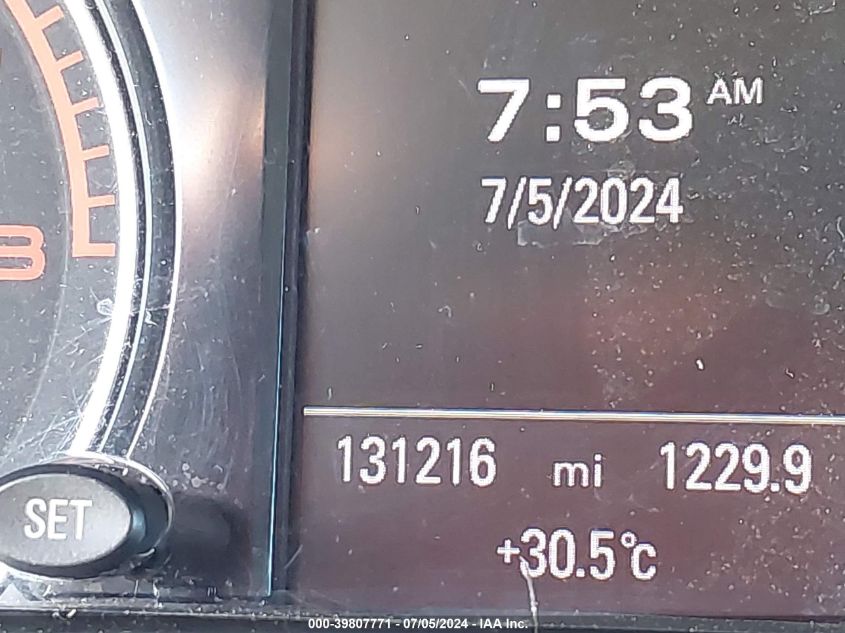 7:53 AM
7/5/2024
8
131216 mi 1229.9
+30.5°c
SET
000-39807771 - 07/05/2024 - IAA Inc.